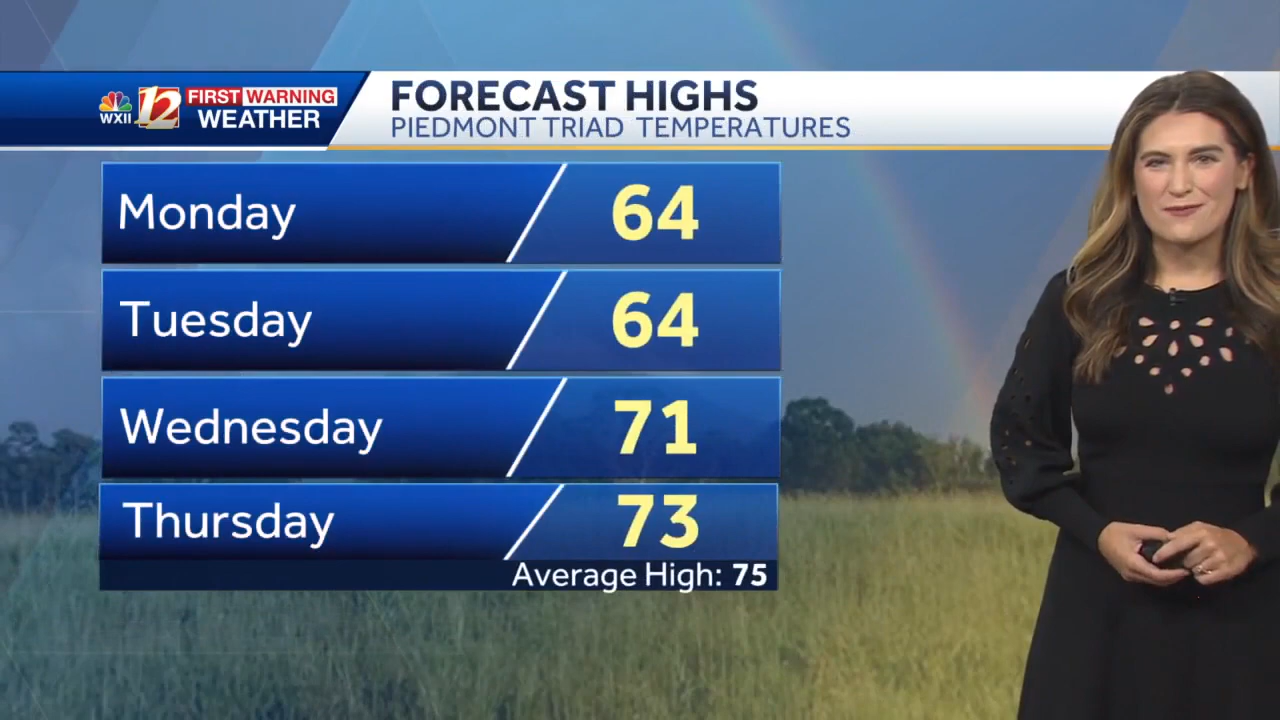 WXII 12 FIRST WARNING
WEATHER
FORECAST HIGHS
PIEDMONT TRIAD TEMPERATURES
Monday 64
Tuesday 64
Wednesday 71
Thursday 73
Average High: 75